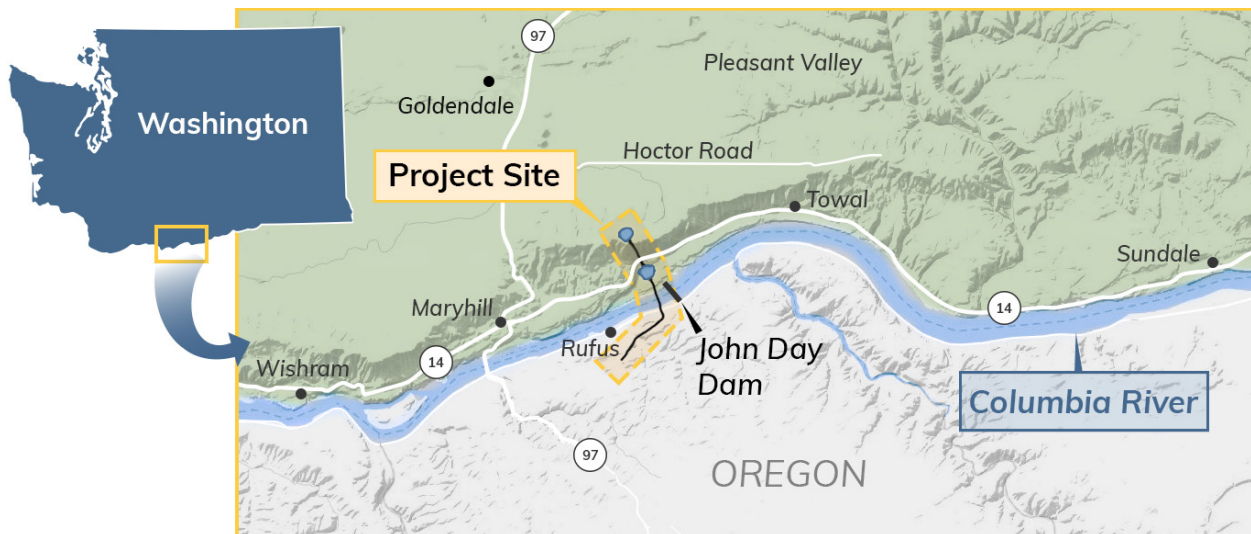 Washington
97
Goldendale
Pleasant Valley
Hoctor Road
Project Site
Towal
Sundale
Maryhill
14
Rufus
John Day
Dam
14
Wishram
Columbia River
97
OREGON